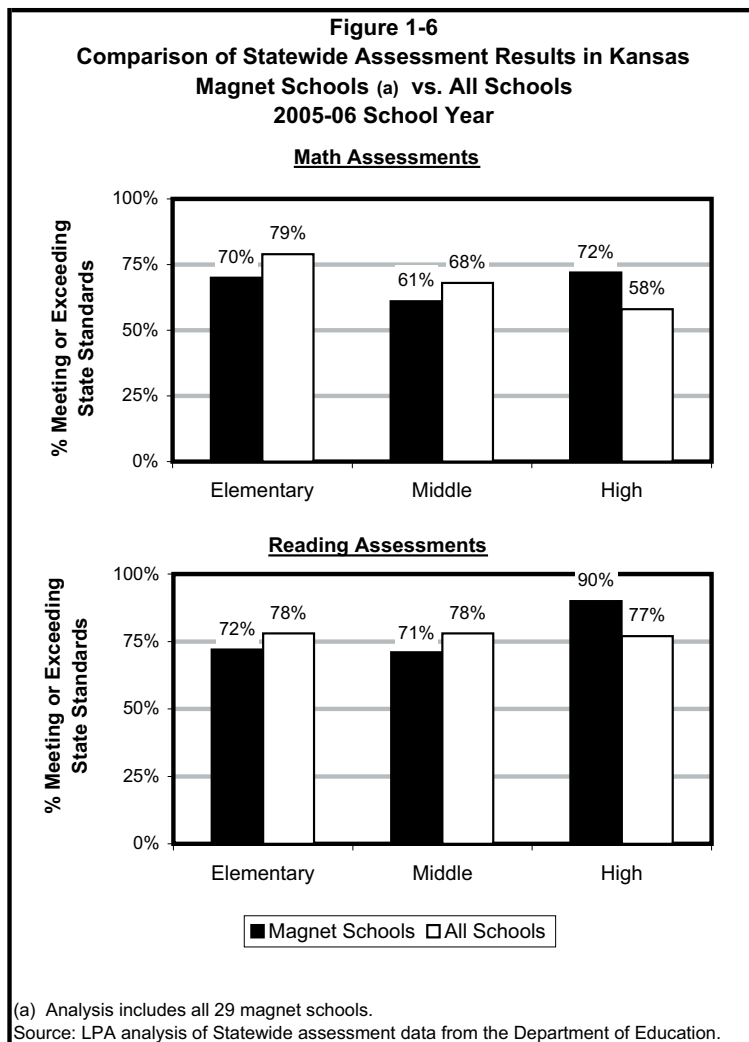 Figure 1-6
Comparison of Statewide Assessment Results in Kansas
Magnet Schools (a) vs. All Schools
2005-06 School Year
Math Assessments
% Meeting or Exceeding
State Standards
100%
75%
50%
25%
0%
70%
79%
61%
68%
72%
58%
Elementary
Middle
High
Reading Assessments
% Meeting or Exceeding
State Standards
100%
75%
50%
25%
0%
72%
78%
71%
78%
90%
77%
Elementary
Middle
High
Magnet Schools
All Schools
(a) Analysis includes all 29 magnet schools.
Source: LPA analysis of Statewide assessment data from the Department of Education.